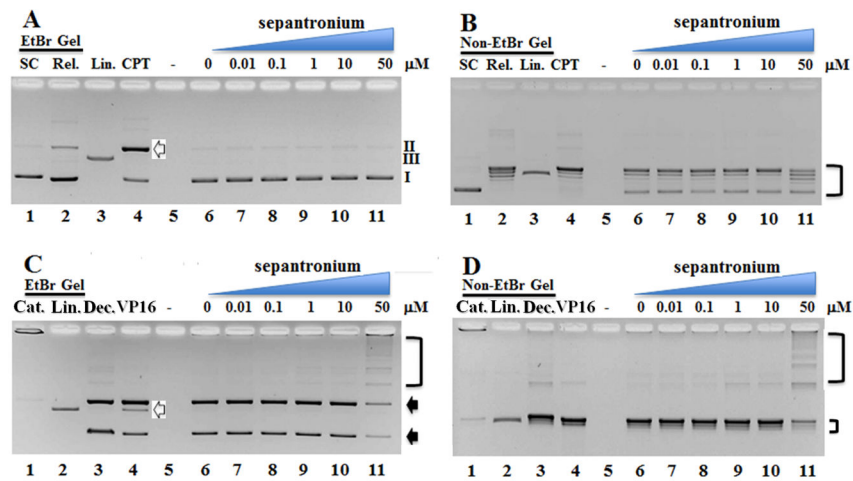 A
sepantronium
EtBr Gel
SC Rel. Lin. CPT - 0 0.01 0.1 1 10 50 μM
II
III
I
1 2 3 4 5 6 7 8 9 10 11
B
sepantronium
Non-EtBr Gel
SC Rel. Lin. CPT - 0 0.01 0.1 1 10 50 μM
1 2 3 4 5 6 7 8 9 10 11
C
sepantronium
EtBr Gel
Cat. Lin. Dec. VP16 - 0 0.01 0.1 1 10 50 μM
1 2 3 4 5 6 7 8 9 10 11
D
sepantronium
Non-EtBr Gel
Cat. Lin. Dec. VP16 - 0 0.01 0.1 1 10 50 μM
1 2 3 4 5 6 7 8 9 10 11